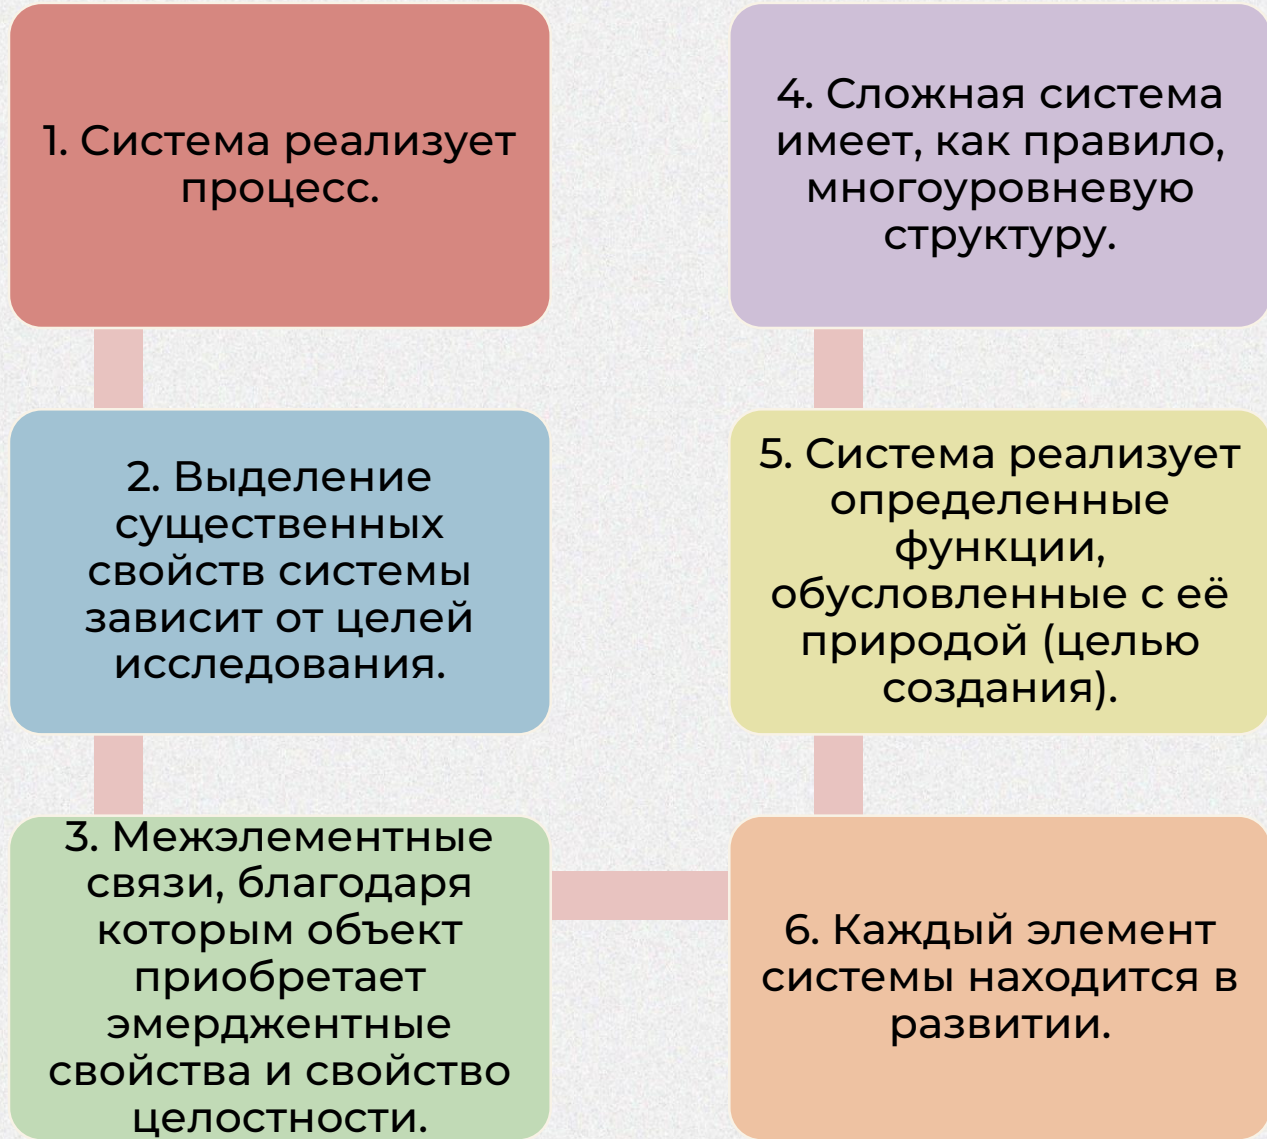 1. Система реализует
процесс.
2. Выделение
существенных
свойств системы
зависит от целей
исследования.
3. Межэлементные
связи, благодаря
которым объект
приобретает
эмерджентные
свойства и свойство
целостности.
4. Сложная система
имеет, как правило,
многоуровневую
структуру.
5. Система реализует
определенные
функции,
обусловленные с её
природой (целью
создания).
6. Каждый элемент
системы находится в
развитии.